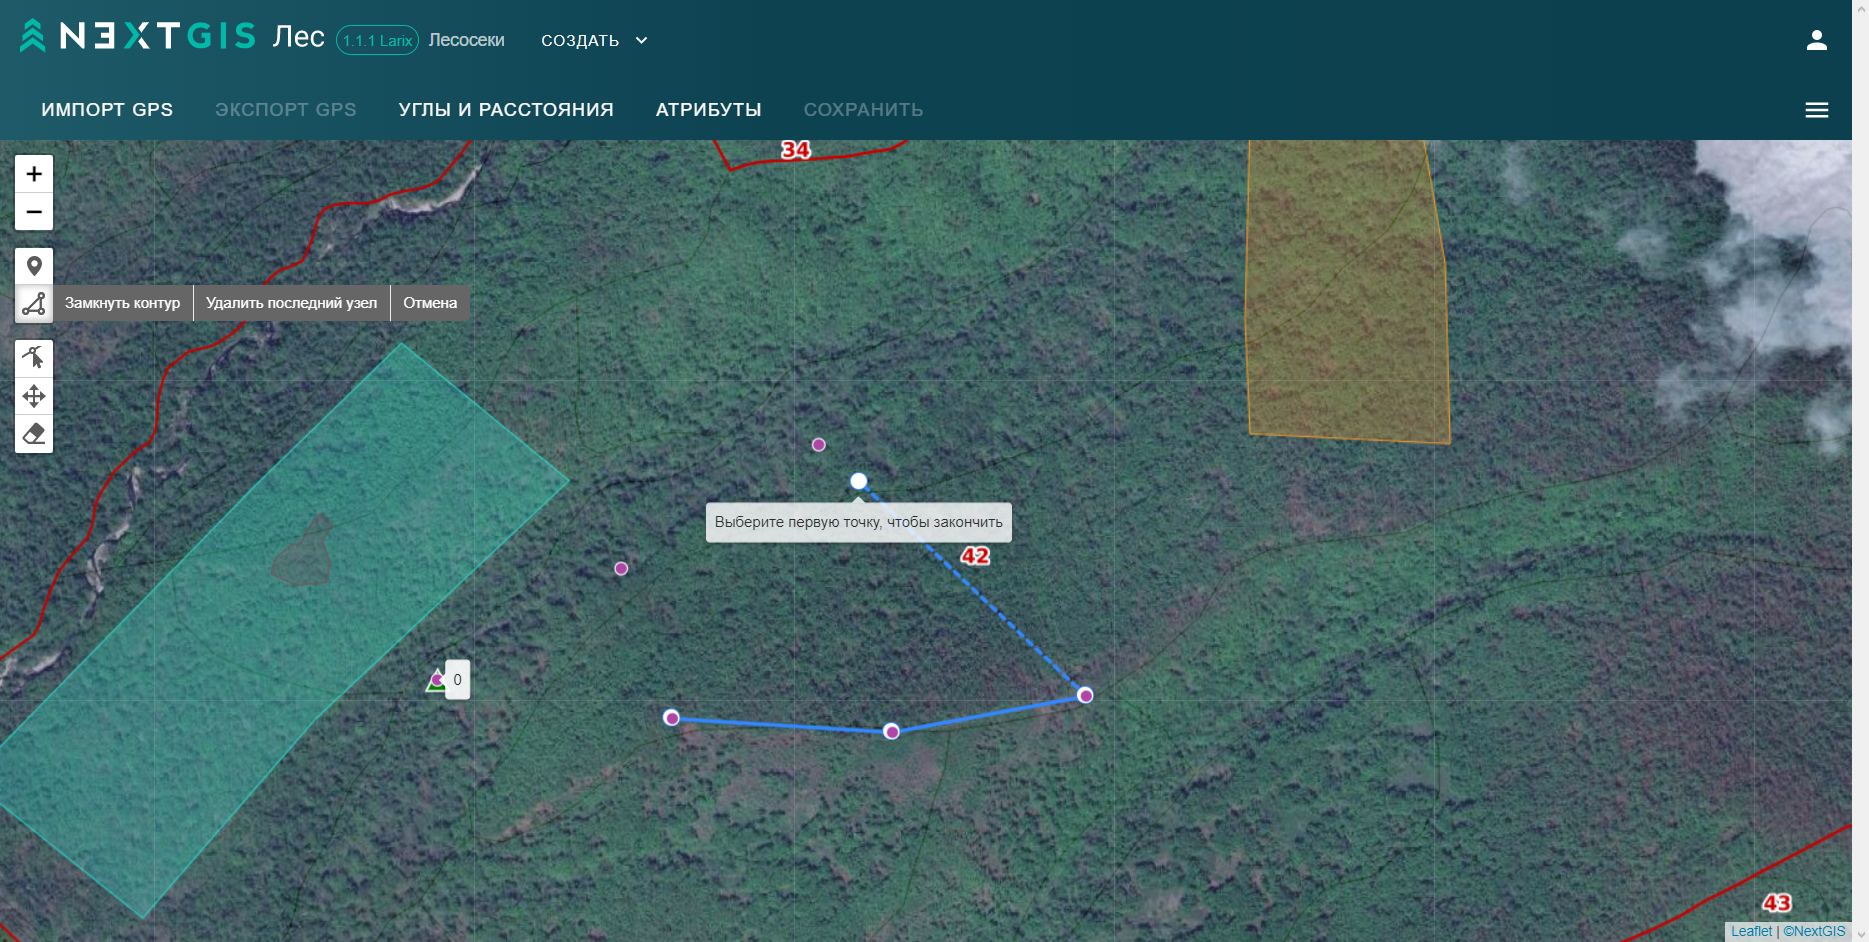 NEXTGIS Лес 1.1.1 Larix Лесосеки СОЗДАТЬ
ИМПОРТ GPS ЭКСПОРТ GPS УГЛЫ И РАССТОЯНИЯ АТРИБУТЫ СОХРАНИТЬ
34
+
−
Замкнуть контур Удалить последний узел Отмена
Выберите первую точку, чтобы закончить
42
0
43
Leaflet | ©NextGIS